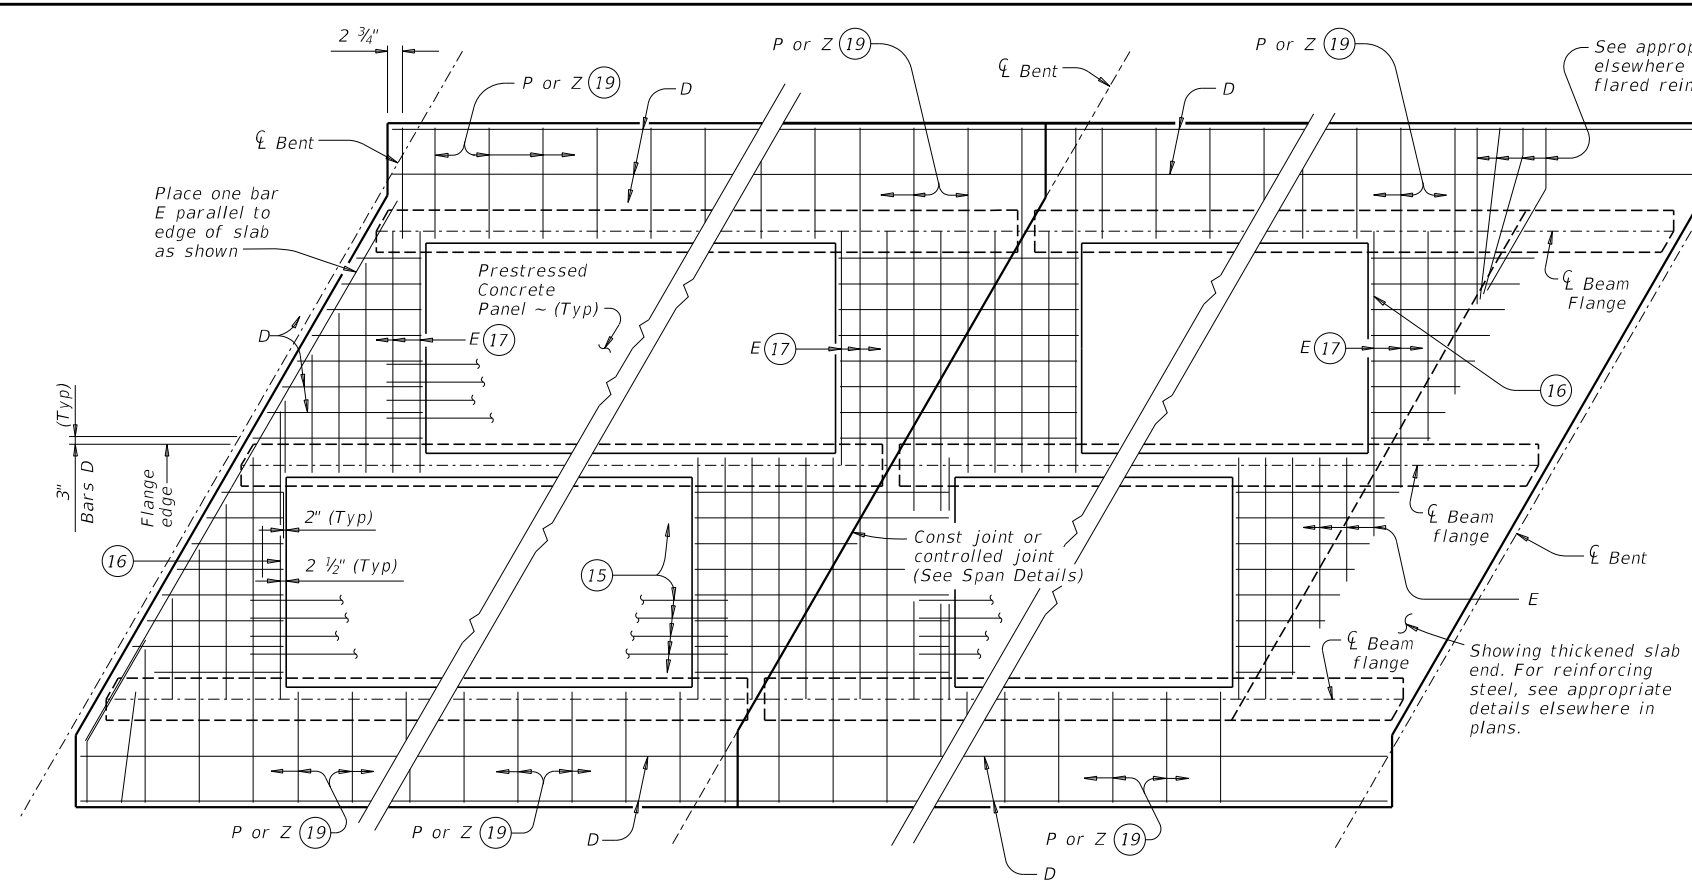 2 ¾"
P or Z 19
D
P or Z 19
℄ Bent
D
P or Z 19
See
elsewhere
flared
℄ Bent
Place one bar
E parallel to
edge of slab
as shown
Prestressed
Concrete
Panel ~ (Typ)
D
E 17
E 17
E 17
℄ Beam
Flange
16
(Typ)
3"
Bars D
Flange
edge
2" (Typ)
16
2 ½" (Typ)
15
Const joint or
controlled joint
(See Span Details)
℄ Beam
flange
℄ Bent
E
℄ Beam
flange
Showing thickened slab
end. For reinforcing
steel, see appropriate
details elsewhere in
plans.
P or Z 19
P or Z 19
D
P or Z 19
D